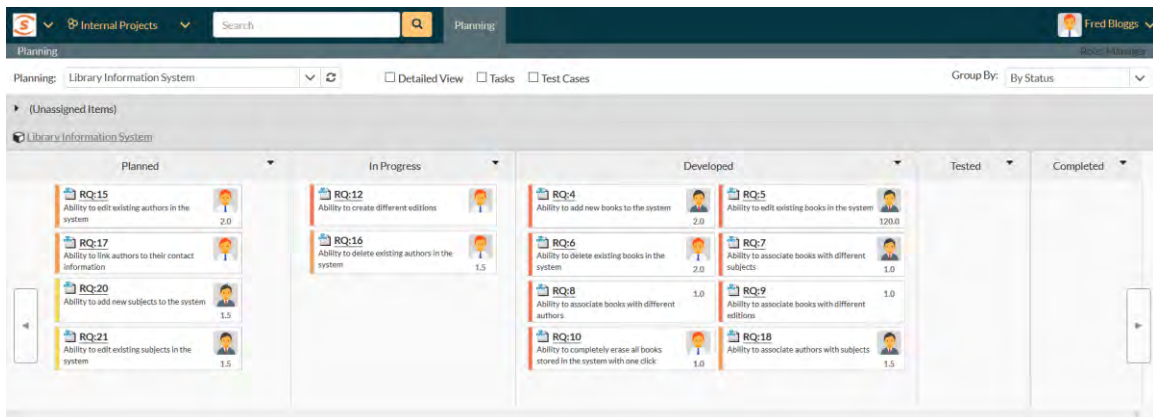 Internal Projects Search Planning Fred Bloggs
Planning
Planning: Library Information System Detailed View Tasks Test Cases Group By: By Status
(Unassigned Items)
Library Information System
Planned In Progress Developed Tested Completed
RQ:15
Ability to edit existing authors in the
system
2.0
RQ:17
Ability to link authors to their contact
information
RQ:20
Ability to add new subjects to the system
1.5
RQ:21
Ability to edit existing subjects in the
system
1.5
RQ:12
Ability to create different editions
RQ:16
Ability to delete existing authors in the
system
1.5
RQ:4
Ability to add new books to the system
2.0
RQ:5
Ability to edit existing books in the system
120.0
RQ:6
Ability to delete existing books in the
system
2.0
RQ:7
Ability to associate books with different
subjects
1.0
RQ:8
1.0
Ability to associate books with different
authors
RQ:9
1.0
Ability to associate books with different
editions
RQ:10
Ability to completely erase all books
stored in the system with one click
1.0
RQ:18
Ability to associate authors with subjects
1.5